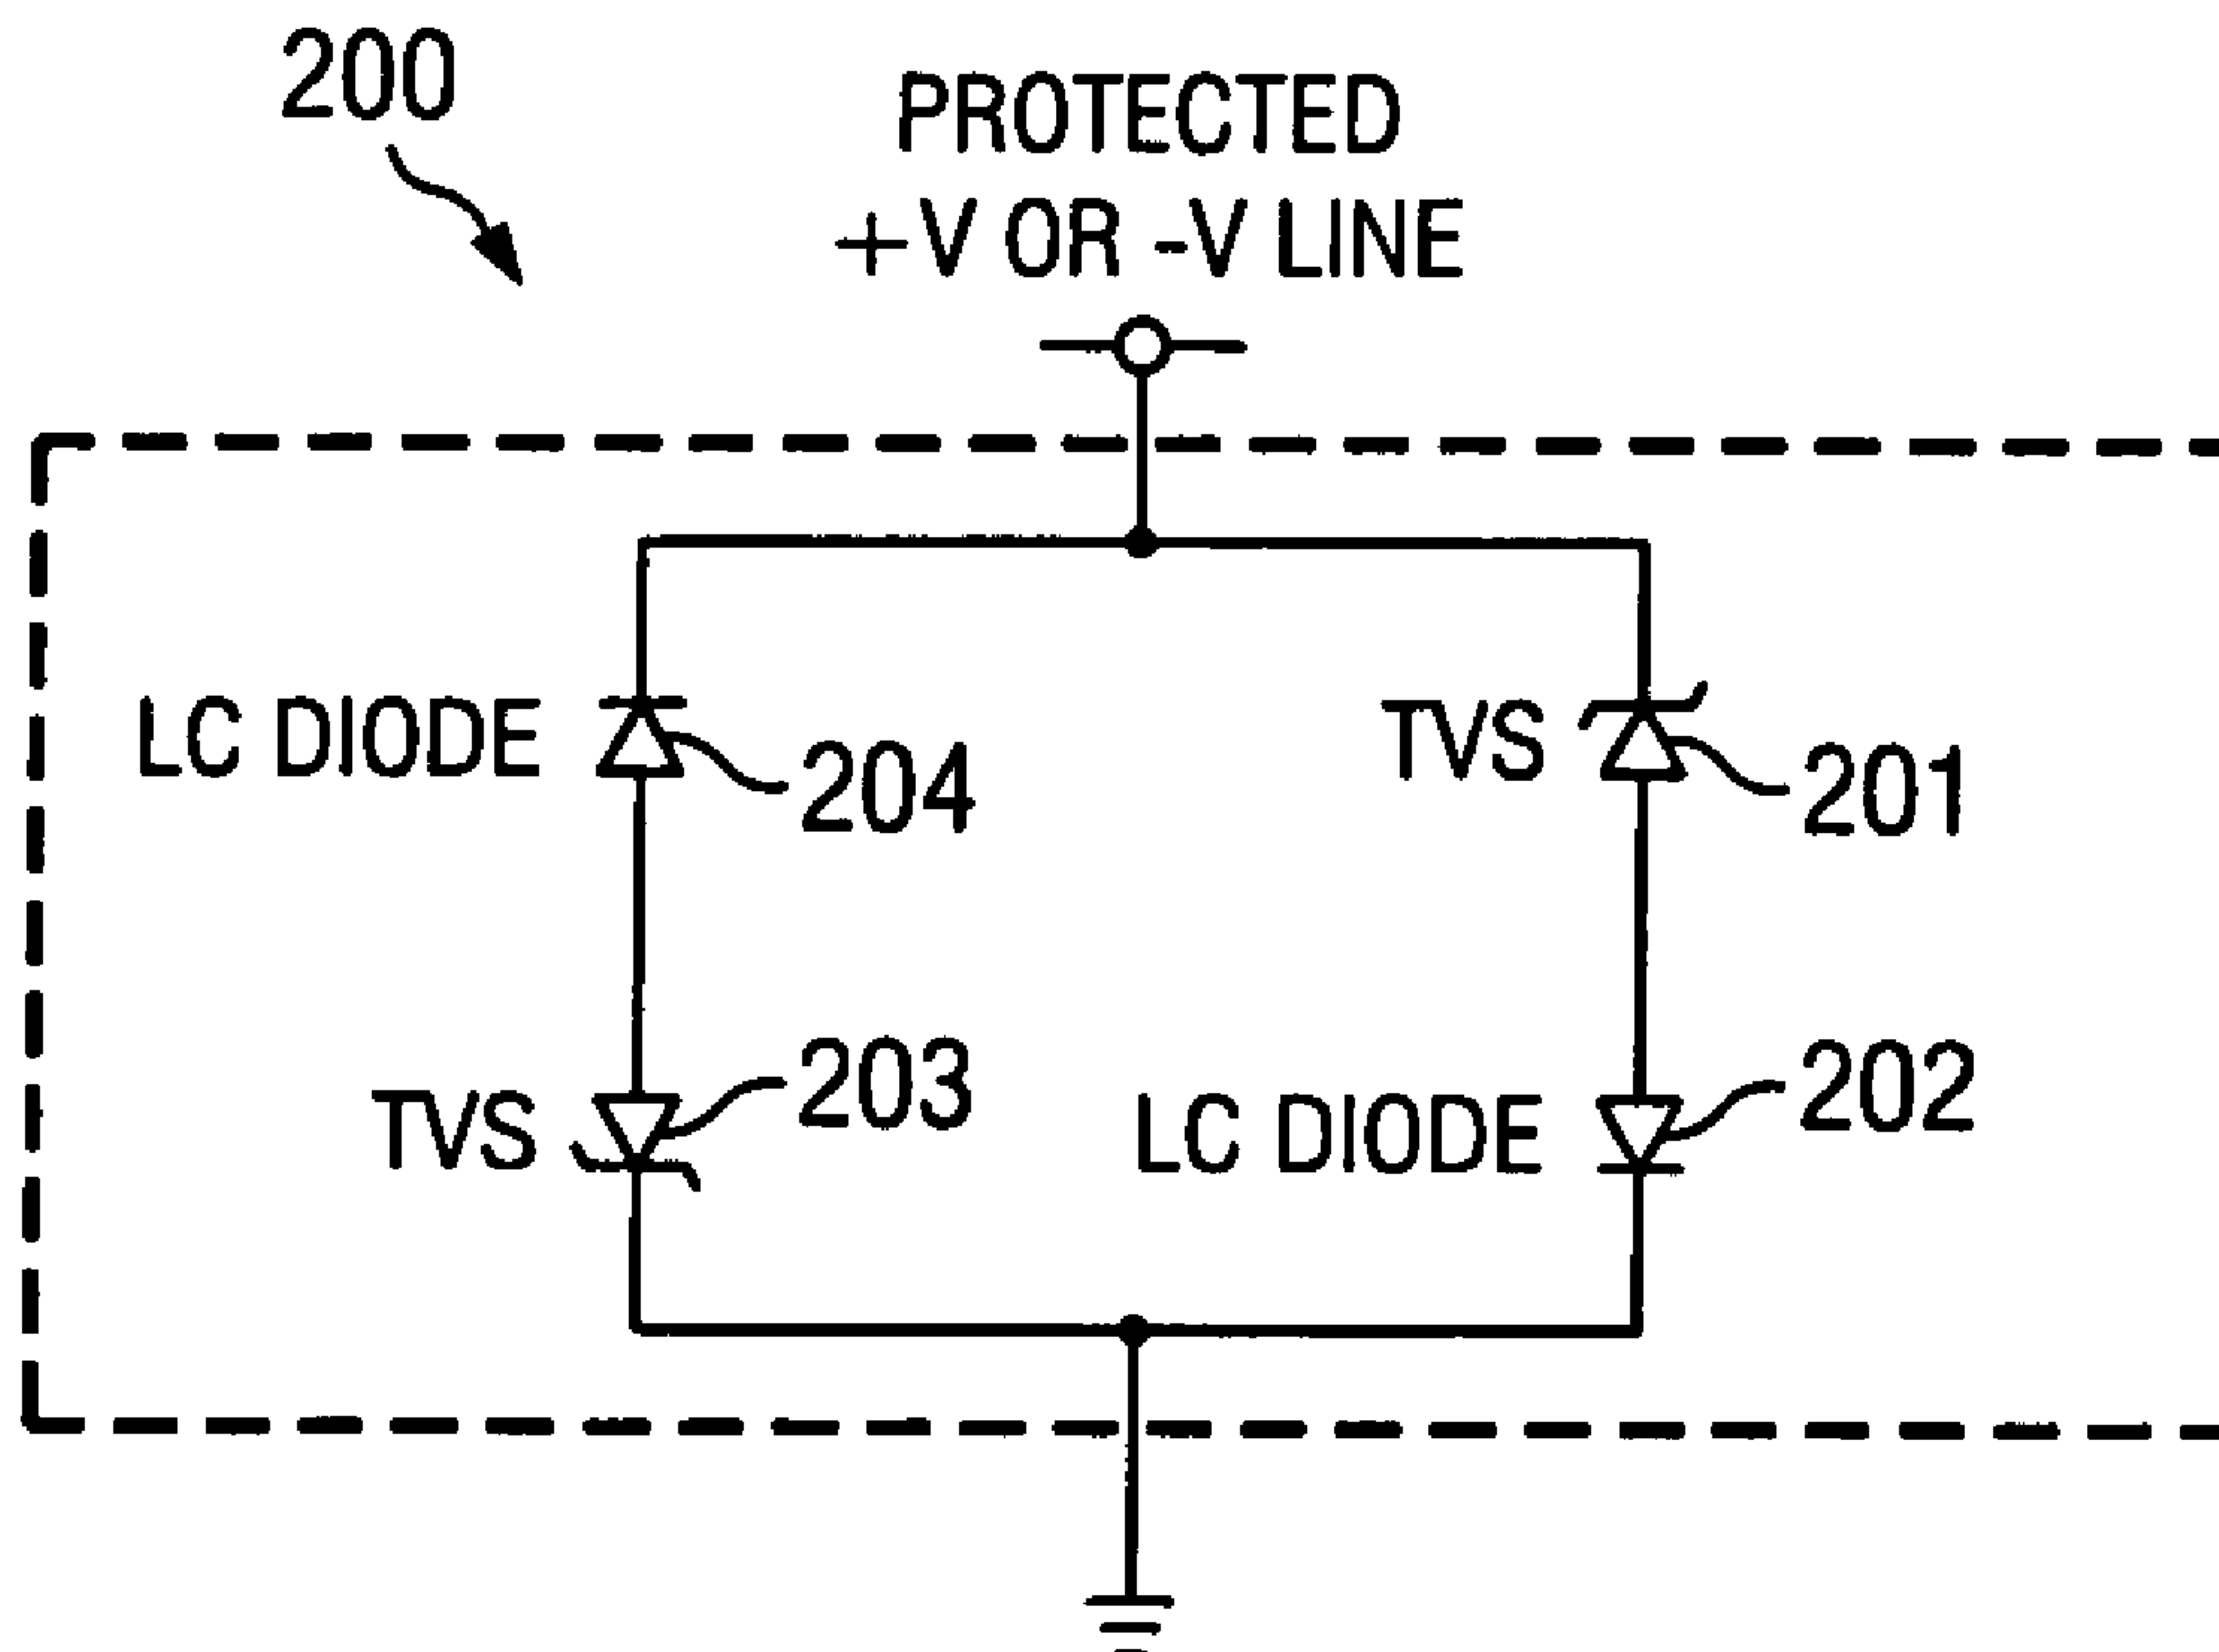 200
PROTECTED
+V OR -V LINE
LC DIODE
204
TVS
201
TVS
203
LC DIODE
202